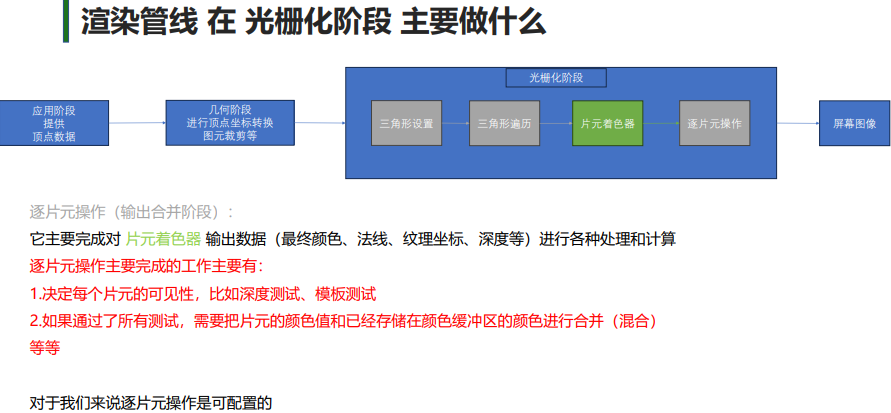 渲染管线 在 光栅化阶段 主要做什么
应用阶段
提供
顶点数据
几何阶段
进行顶点坐标转换
图元裁剪等
光栅化阶段
三角形设置
三角形遍历
片元着色器
逐片元操作
屏幕图像
逐片元操作（输出合并阶段）：
它主要完成对 片元着色器 输出数据（最终颜色、法线、纹理坐标、深度等）进行各种处理和计算
逐片元操作主要完成的工作主要有：
1.决定每个片元的可见性，比如深度测试、模板测试
2.如果通过了所有测试，需要把片元的颜色值和已经存储在颜色缓冲区的颜色进行合并（混合）
等等
对于我们来说逐片元操作是可配置的